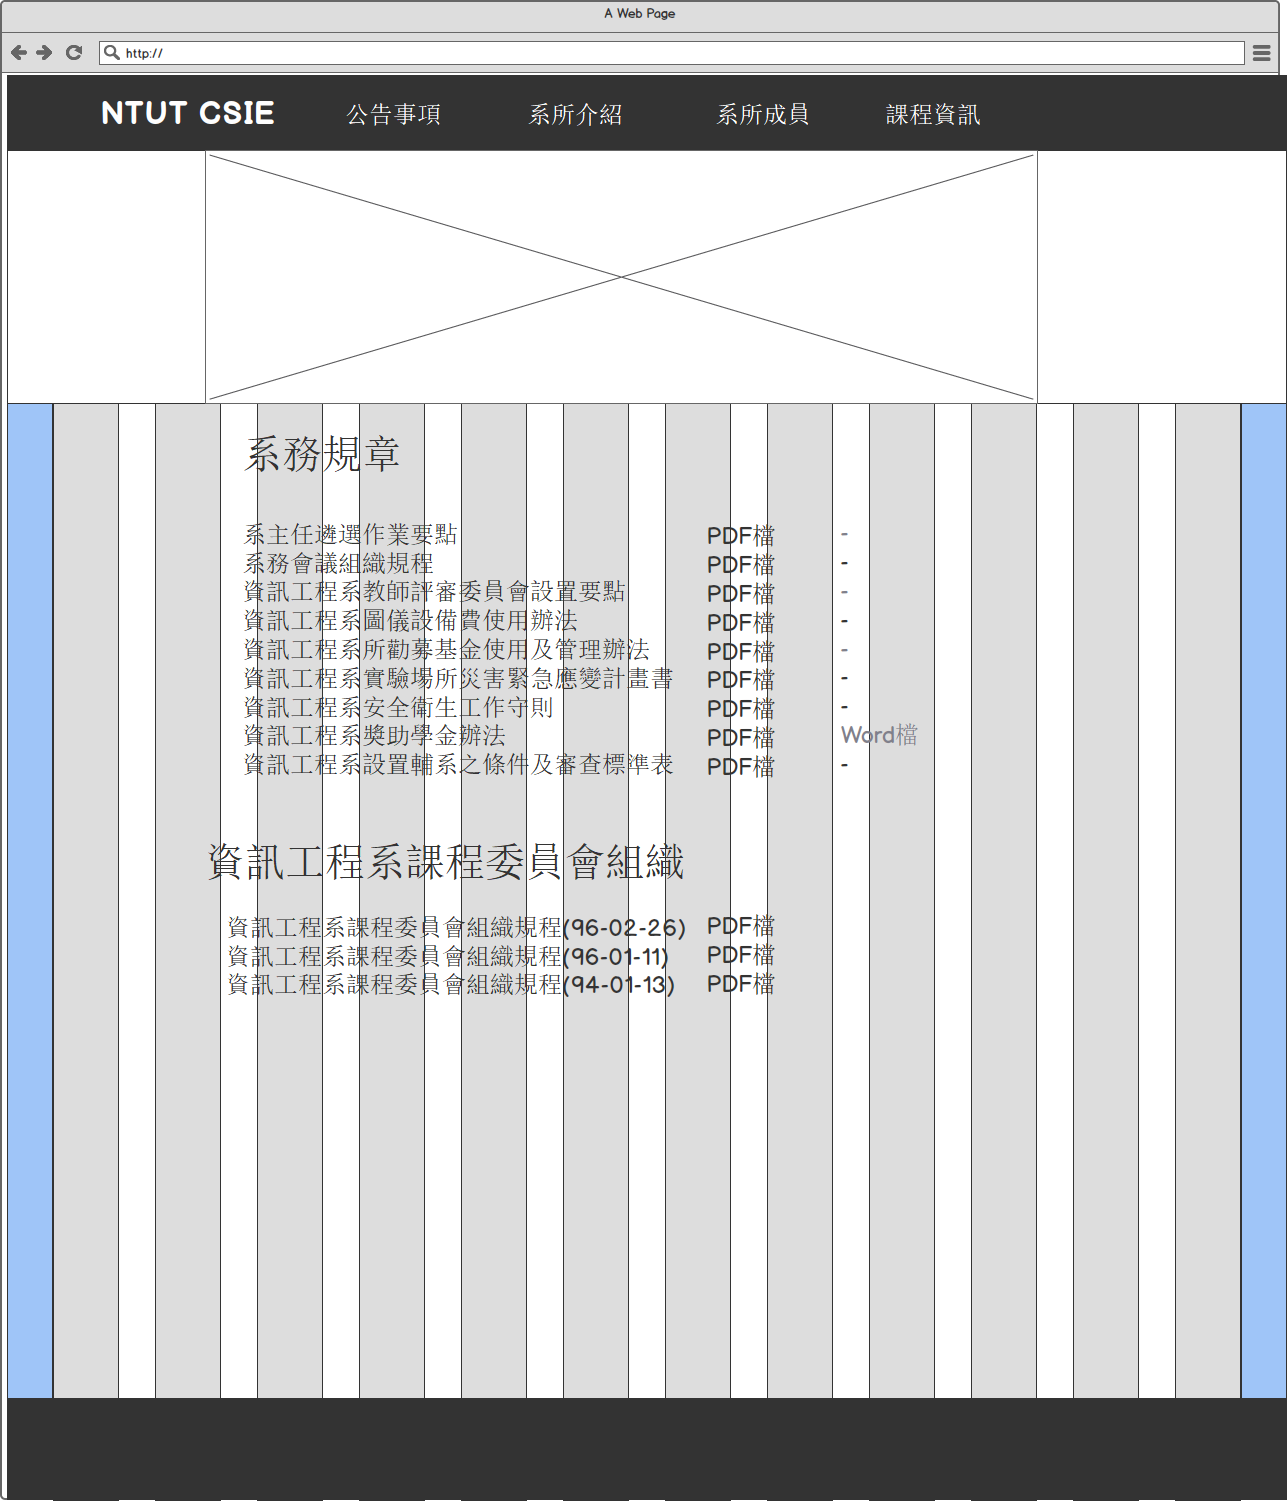 A Web Page
http://
NTUT CSIE 公告事項 系所介紹 系所成員 課程資訊
系務規章
系主任遴選作業要點 PDF檔 -
系務會議組織規程 PDF檔 -
資訊工程系教師評審委員會設置要點 PDF檔 -
資訊工程系圖儀設備費使用辦法 PDF檔 -
資訊工程系所勸募基金使用及管理辦法 PDF檔 -
資訊工程系實驗場所災害緊急應變計畫書 PDF檔 -
資訊工程系安全衛生工作守則 PDF檔 -
資訊工程系獎助學金辦法 PDF檔 Word檔
資訊工程系設置輔系之條件及審查標準表 PDF檔 -
資訊工程系課程委員會組織
資訊工程系課程委員會組織規程(96-02-26) PDF檔
資訊工程系課程委員會組織規程(96-01-11) PDF檔
資訊工程系課程委員會組織規程(94-01-13) PDF檔